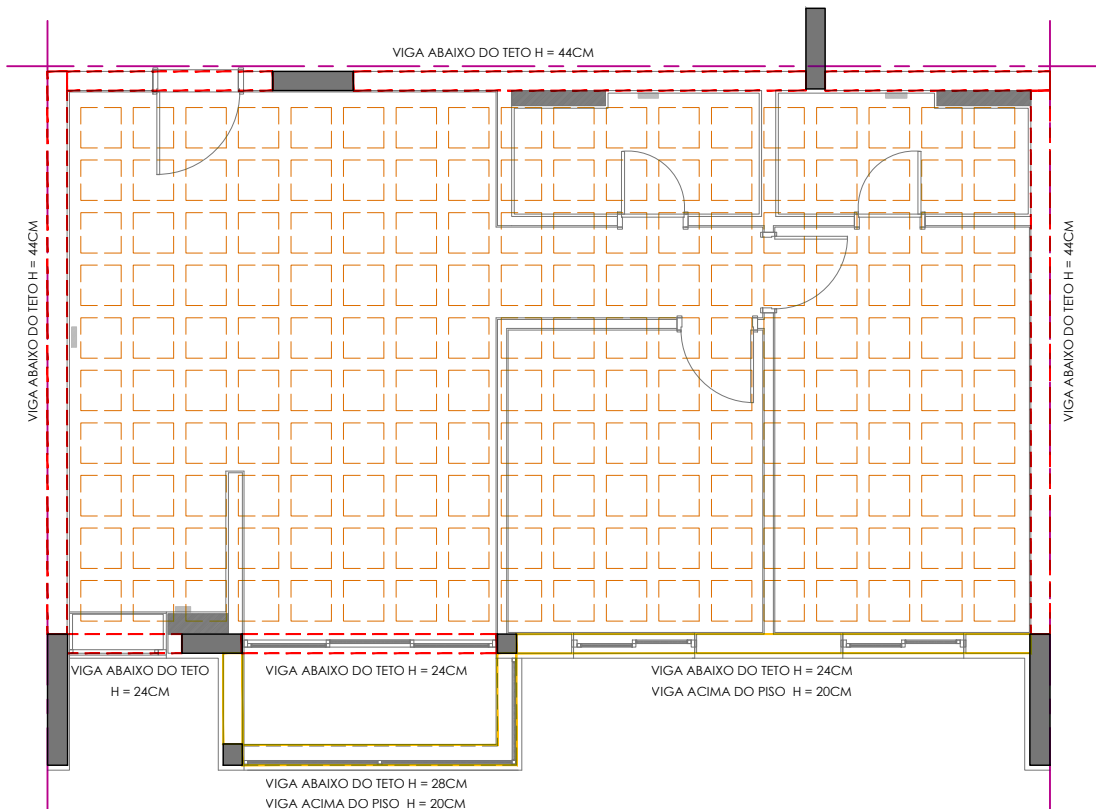 VIGA ABAIXO DO TETO H = 44CM
VIGA ABAIXO DO TETO H = 44CM
VIGA ABAIXO DO TETO H = 44CM
VIGA ABAIXO DO TETO
H = 24CM
VIGA ABAIXO DO TETO H = 24CM
VIGA ABAIXO DO TETO H = 24CM
VIGA ACIMA DO PISO H = 20CM
VIGA ABAIXO DO TETO H = 28CM
VIGA ACIMA DO PISO H = 20CM